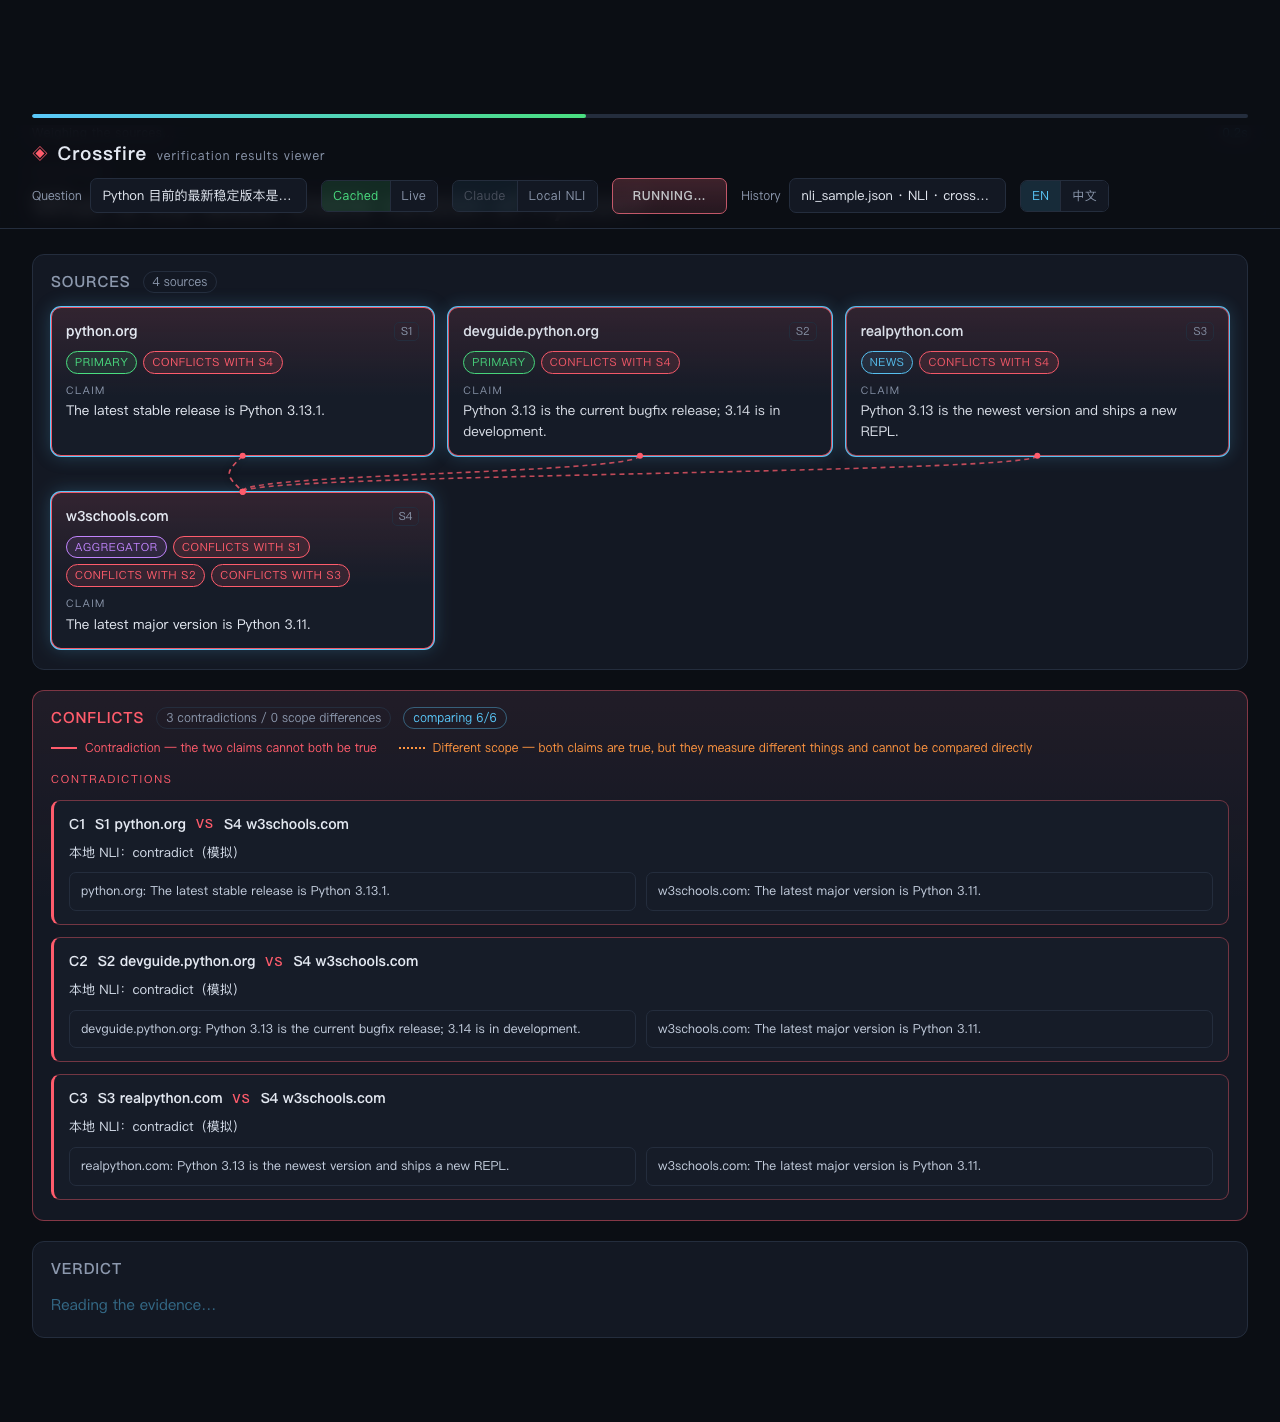 Crossfire verification results viewer
Question Python 目前的最新稳定版本是... Cached Live Claude Local NLI RUNNING... History nli_sample.json · NLI · cross... EN 中文
SOURCES 4 sources
python.org S1
PRIMARY CONFLICTS WITH S4
CLAIM
The latest stable release is Python 3.13.1.
devguide.python.org S2
PRIMARY CONFLICTS WITH S4
CLAIM
Python 3.13 is the current bugfix release; 3.14 is in
development.
realpython.com S3
NEWS CONFLICTS WITH S4
CLAIM
Python 3.13 is the newest version and ships a new
REPL.
w3schools.com S4
AGGREGATOR CONFLICTS WITH S1
CONFLICTS WITH S2 CONFLICTS WITH S3
CLAIM
The latest major version is Python 3.11.
CONFLICTS 3 contradictions / 0 scope differences comparing 6/6
Contradiction — the two claims cannot both be true Different scope — both claims are true, but they measure different things and cannot be compared directly
CONTRADICTIONS
C1 S1 python.org VS S4 w3schools.com
本地 NLI：contradict（模拟）
python.org: The latest stable release is Python 3.13.1. w3schools.com: The latest major version is Python 3.11.
C2 S2 devguide.python.org VS S4 w3schools.com
本地 NLI：contradict（模拟）
devguide.python.org: Python 3.13 is the current bugfix release; 3.14 is in development. w3schools.com: The latest major version is Python 3.11.
C3 S3 realpython.com VS S4 w3schools.com
本地 NLI：contradict（模拟）
realpython.com: Python 3.13 is the newest version and ships a new REPL. w3schools.com: The latest major version is Python 3.11.
VERDICT
Reading the evidence...